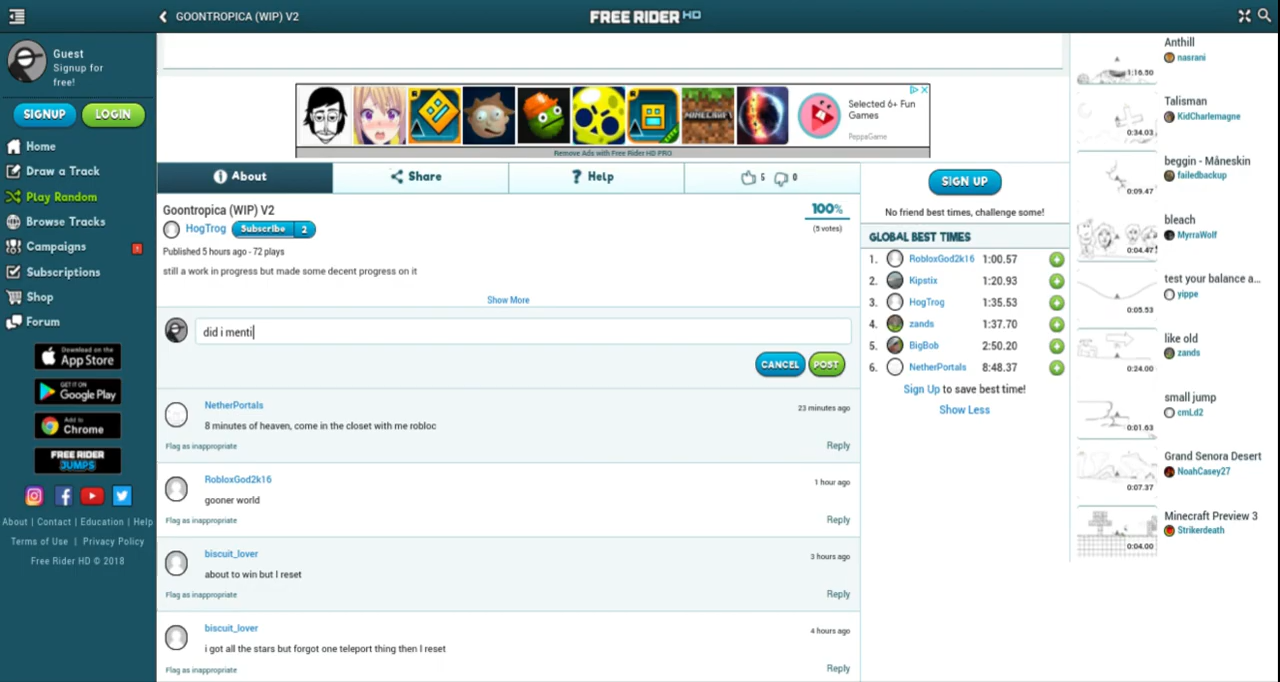 GOONTROPICA (WIP) V2
FREE RIDER HD
Guest
Signup for
free!
SIGNUP
LOGIN
Home
Draw a Track
Play Random
Browse Tracks
Campaigns
Subscriptions
Shop
Forum
Download on the
App Store
GET IT ON
Google Play
Add to
Chrome
FREE RIDER
JUMPS
About | Contact | Education | Help
Terms of Use | Privacy Policy
Free Rider HD © 2018
MINECRAFT
Selected 6+ Fun
Games
PeppaGame
Remove Ads with Free Rider HD PRO
About
Share
? Help
5
0
Goontropica (WIP) V2
HogTrog
Subscribe 2
100%
(5 votes)
Published 5 hours ago - 72 plays
still a work in progress but made some decent progress on it
Show More
did i menti
CANCEL
POST
NetherPortals
23 minutes ago
8 minutes of heaven, come in the closet with me robloc
Flag as inappropriate
Reply
RobloxGod2k16
1 hour ago
gooner world
Flag as inappropriate
Reply
biscuit_lover
3 hours ago
about to win but I reset
Flag as inappropriate
Reply
biscuit_lover
4 hours ago
i got all the stars but forgot one teleport thing then I reset
Flag as inappropriate
Reply
SIGN UP
No friend best times, challenge some!
GLOBAL BEST TIMES
1. RobloxGod2k16 1:00.57
2. Kipstix 1:20.93
3. HogTrog 1:35.53
4. zands 1:37.70
5. BigBob 2:50.20
6. NetherPortals 8:48.37
Sign Up to save best time!
Show Less
Anthill
nasrani
1:16.50
Talisman
KidCharlemagne
0:34.03
beggin - Måneskin
failedbackup
0:09.47
bleach
MyrraWolf
0:04.47
test your balance a...
yippe
0:05.53
like old
zands
0:24.00
small jump
cmLd2
0:01.63
Grand Senora Desert
NoahCasey27
0:07.37
Minecraft Preview 3
Strikerdeath
0:04.00